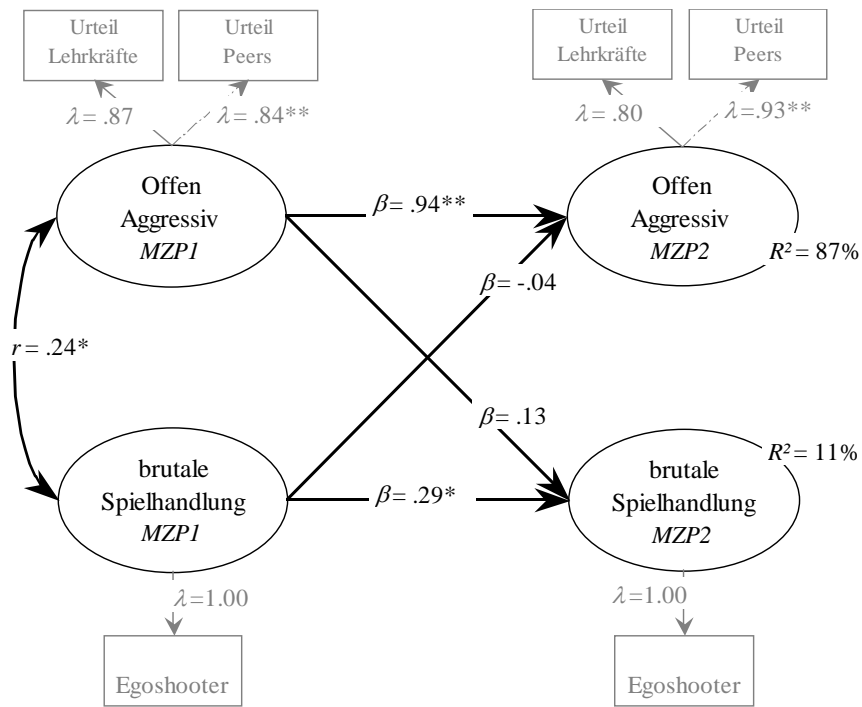 Urteil
Lehrkräfte
Urteil
Peers
Urteil
Lehrkräfte
Urteil
Peers
λ= .87
λ= .84**
λ= .80
λ=.93**
Offen
Aggressiv
MZP1
β= .94**
Offen
Aggressiv
MZP2
R²= 87%
β= -.04
r= .24*
β= .13
brutale
Spielhandlung
MZP1
β= .29*
brutale
Spielhandlung
MZP2
R²= 11%
λ=1.00
λ=1.00
Egoshooter
Egoshooter